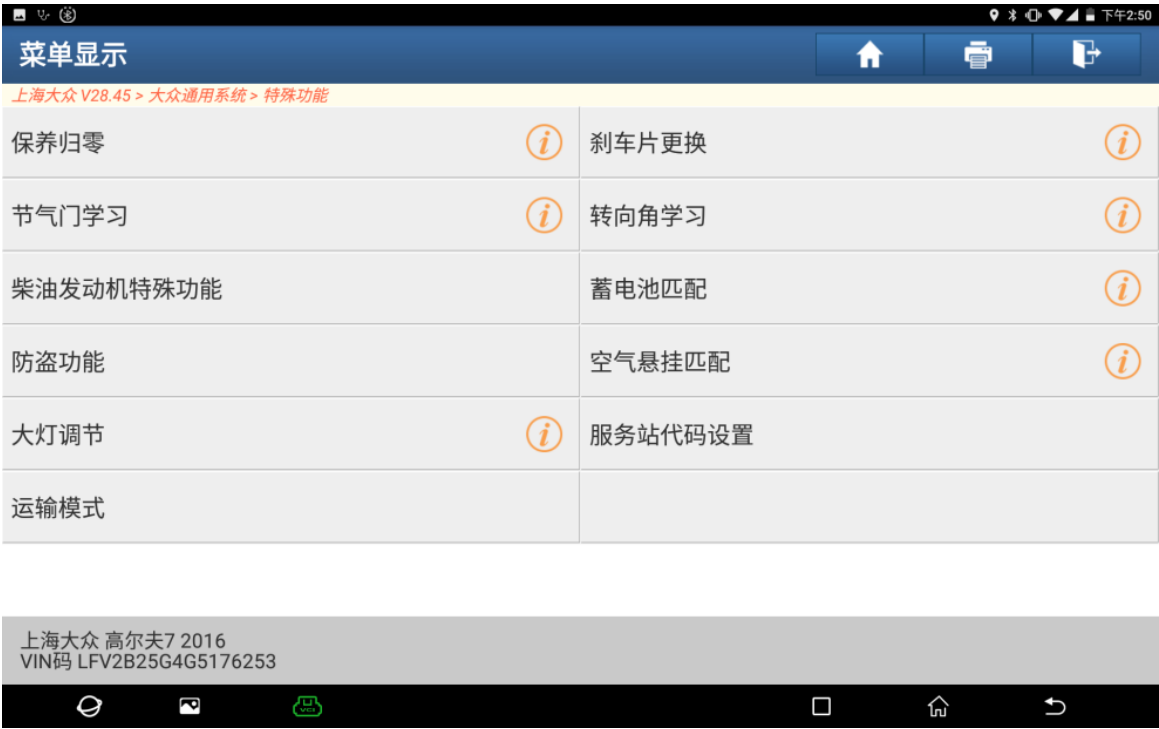 下午2:50
菜单显示
上海大众 V28.45 > 大众通用系统 > 特殊功能
保养归零
刹车片更换
节气门学习
转向角学习
柴油发动机特殊功能
蓄电池匹配
防盗功能
空气悬挂匹配
大灯调节
服务站代码设置
运输模式
上海大众 高尔夫7 2016
VIN码 LFV2B25G4G5176253
VCI